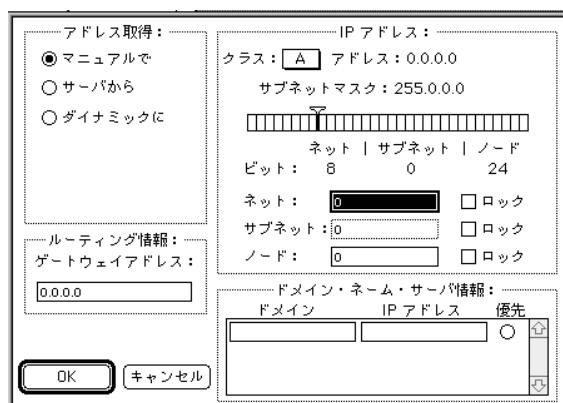 アドレス取得：
マニュアルで
サーバから
ダイナミックに
ルーティング情報：
ゲートウェイアドレス：
0.0.0.0
OK
キャンセル
IP アドレス：
クラス： A アドレス：0.0.0.0
サブネットマスク：255.0.0.0
ネット | サブネット | ノード
ビット： 8 0 24
ネット： 0 ロック
サブネット： 0 ロック
ノード： 0 ロック
ドメイン・ネーム・サーバ情報：
ドメイン IP アドレス 優先